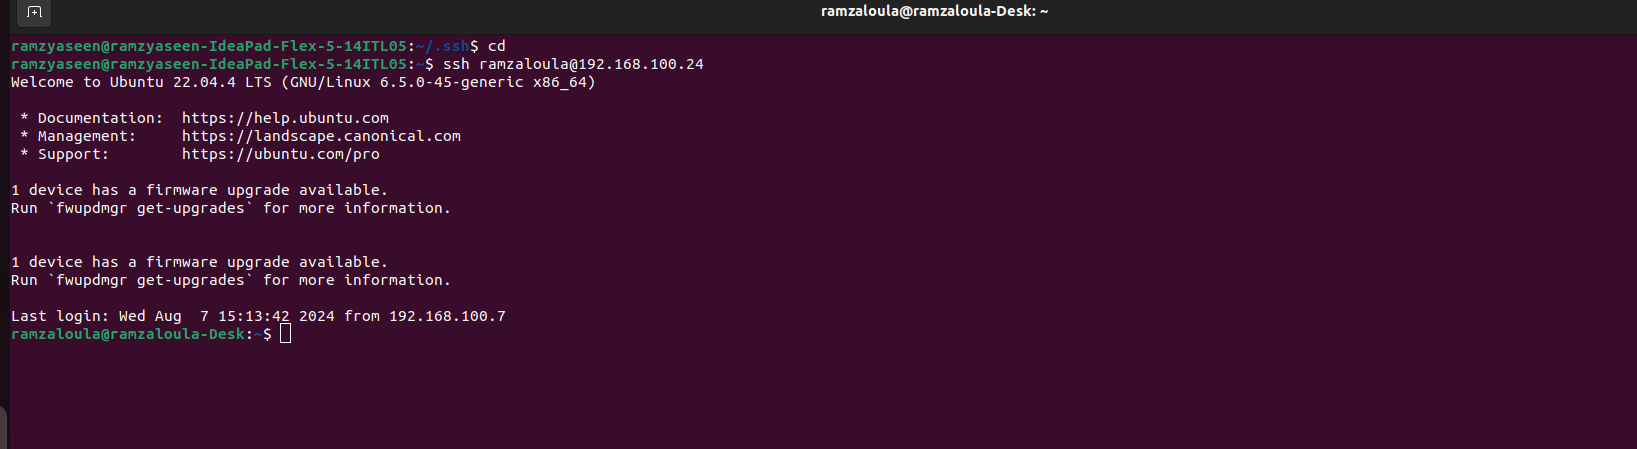 ramzaloula@ramzaloula-Desk: ~
ramzyaseen@ramzyaseen-IdeaPad-Flex-5-14ITL05:~/.ssh$ cd
ramzyaseen@ramzyaseen-IdeaPad-Flex-5-14ITL05:~$ ssh ramzaloula@192.168.100.24
Welcome to Ubuntu 22.04.4 LTS (GNU/Linux 6.5.0-45-generic x86_64)
* Documentation:  https://help.ubuntu.com
* Management:     https://landscape.canonical.com
* Support:        https://ubuntu.com/pro
1 device has a firmware upgrade available.
Run `fwupdmgr get-upgrades` for more information.
1 device has a firmware upgrade available.
Run `fwupdmgr get-upgrades` for more information.
Last login: Wed Aug  7 15:13:42 2024 from 192.168.100.7
ramzaloula@ramzaloula-Desk:~$